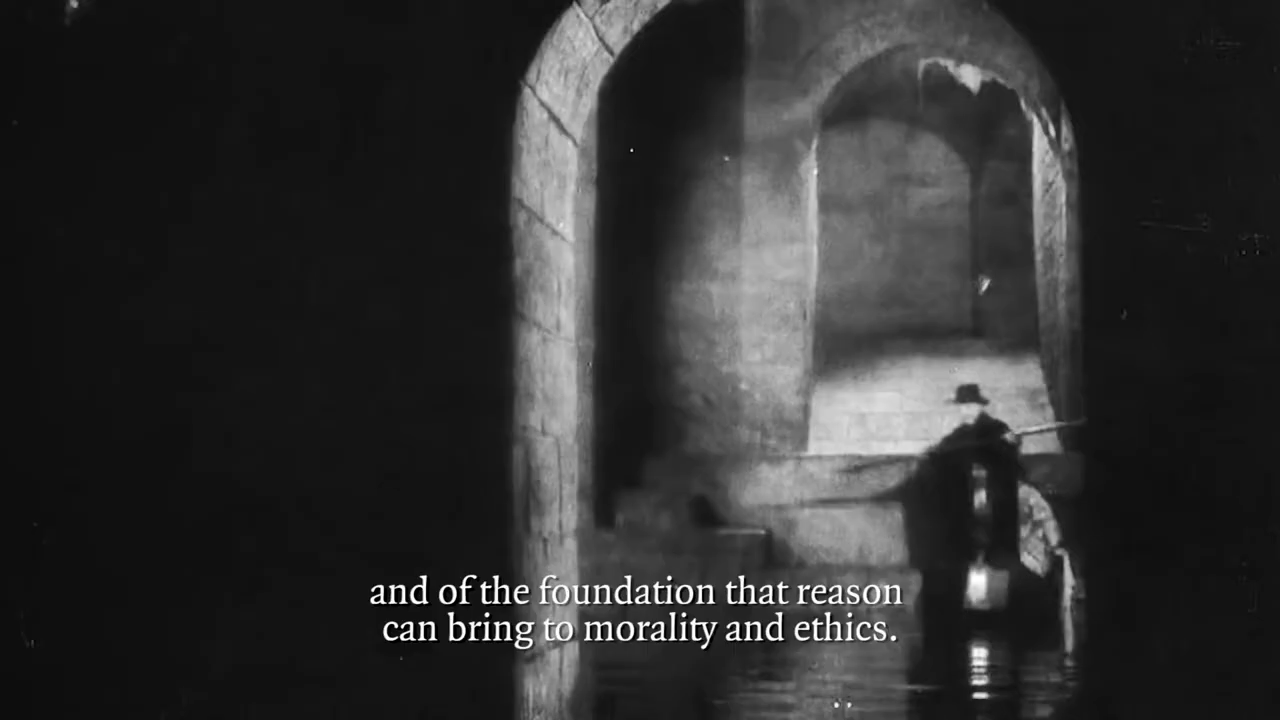 and of the foundation that reason
can bring to morality and ethics.